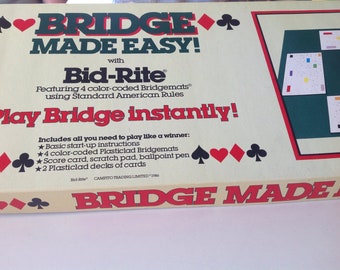 BRIDGE
MADE EASY!
with
Bid-Rite®
Featuring 4 color-coded Bridgemats®
using Standard American Rules
Play Bridge Instantly!
Includes all you need to play like a winner:
★ Basic start-up instructions
★ 4 color-coded Plasticlad Bridgemats
★ Score card, scratch pad, ballpoint pen
★ 2 Plasticlad decks of cards
BRIDGE MADE